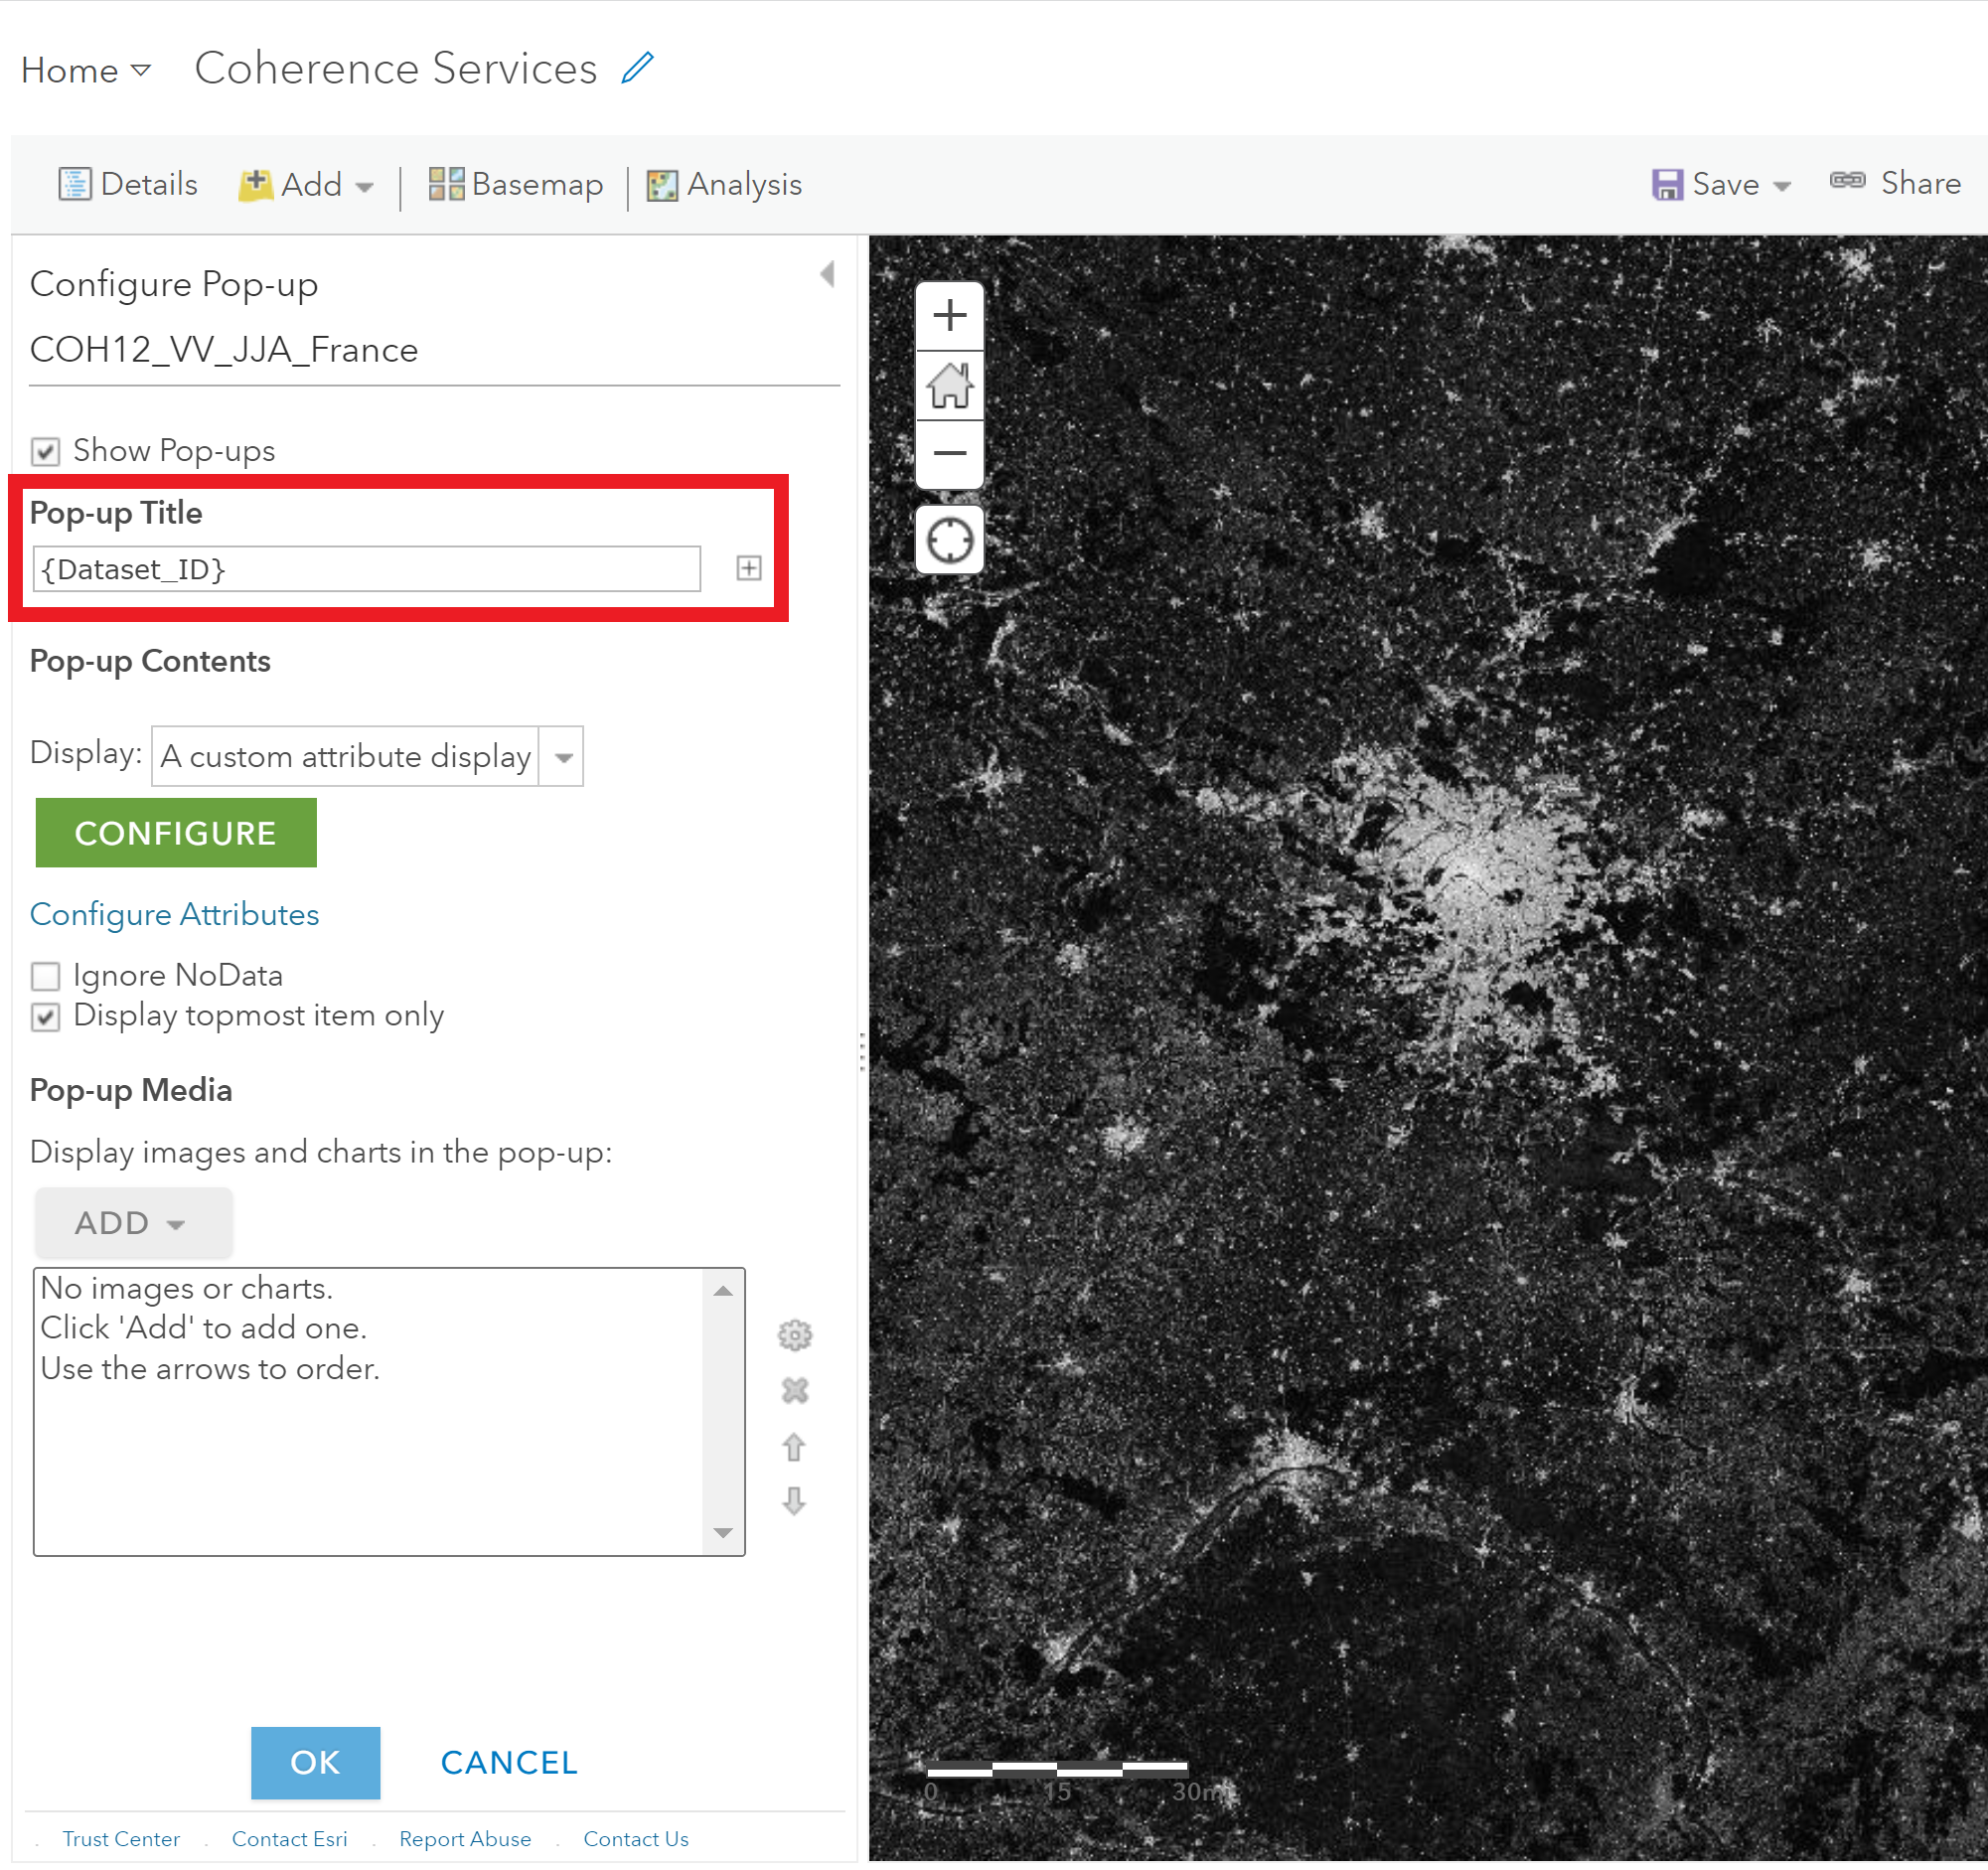 Home Coherence Services
Details Add Basemap Analysis Save Share
Configure Pop-up
COH12_VV_JJA_France
Show Pop-ups
Pop-up Title
{Dataset_ID}
Pop-up Contents
Display: A custom attribute display
CONFIGURE
Configure Attributes
Ignore NoData
Display topmost item only
Pop-up Media
Display images and charts in the pop-up:
ADD
No images or charts.
Click 'Add' to add one.
Use the arrows to order.
OK CANCEL
0 15 30mi
Trust Center Contact Esri Report Abuse Contact Us